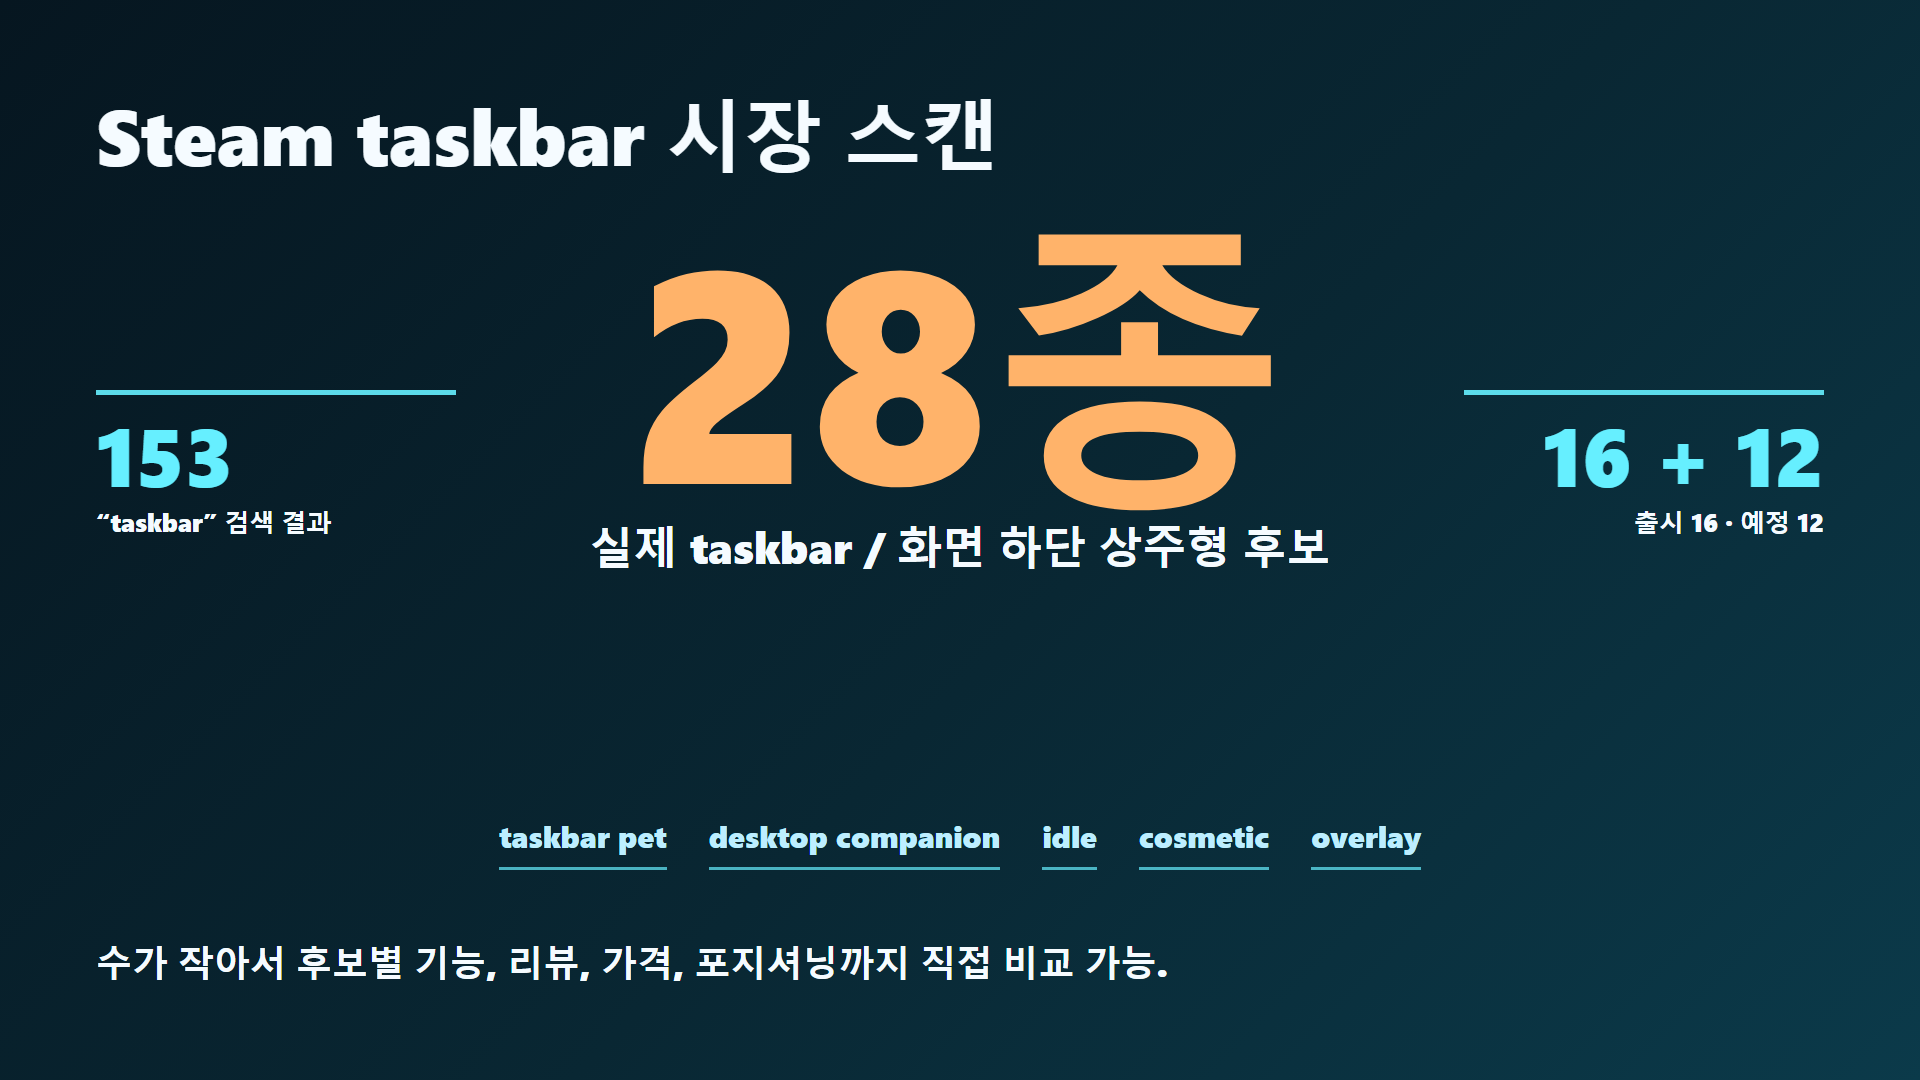 Steam taskbar 시장 스캔
28종
실제 taskbar / 화면 하단 상주형 후보
153
“taskbar” 검색 결과
16 + 12
출시 16 · 예정 12
taskbar pet desktop companion idle cosmetic overlay
수가 작아서 후보별 기능, 리뷰, 가격, 포지셔닝까지 직접 비교 가능.